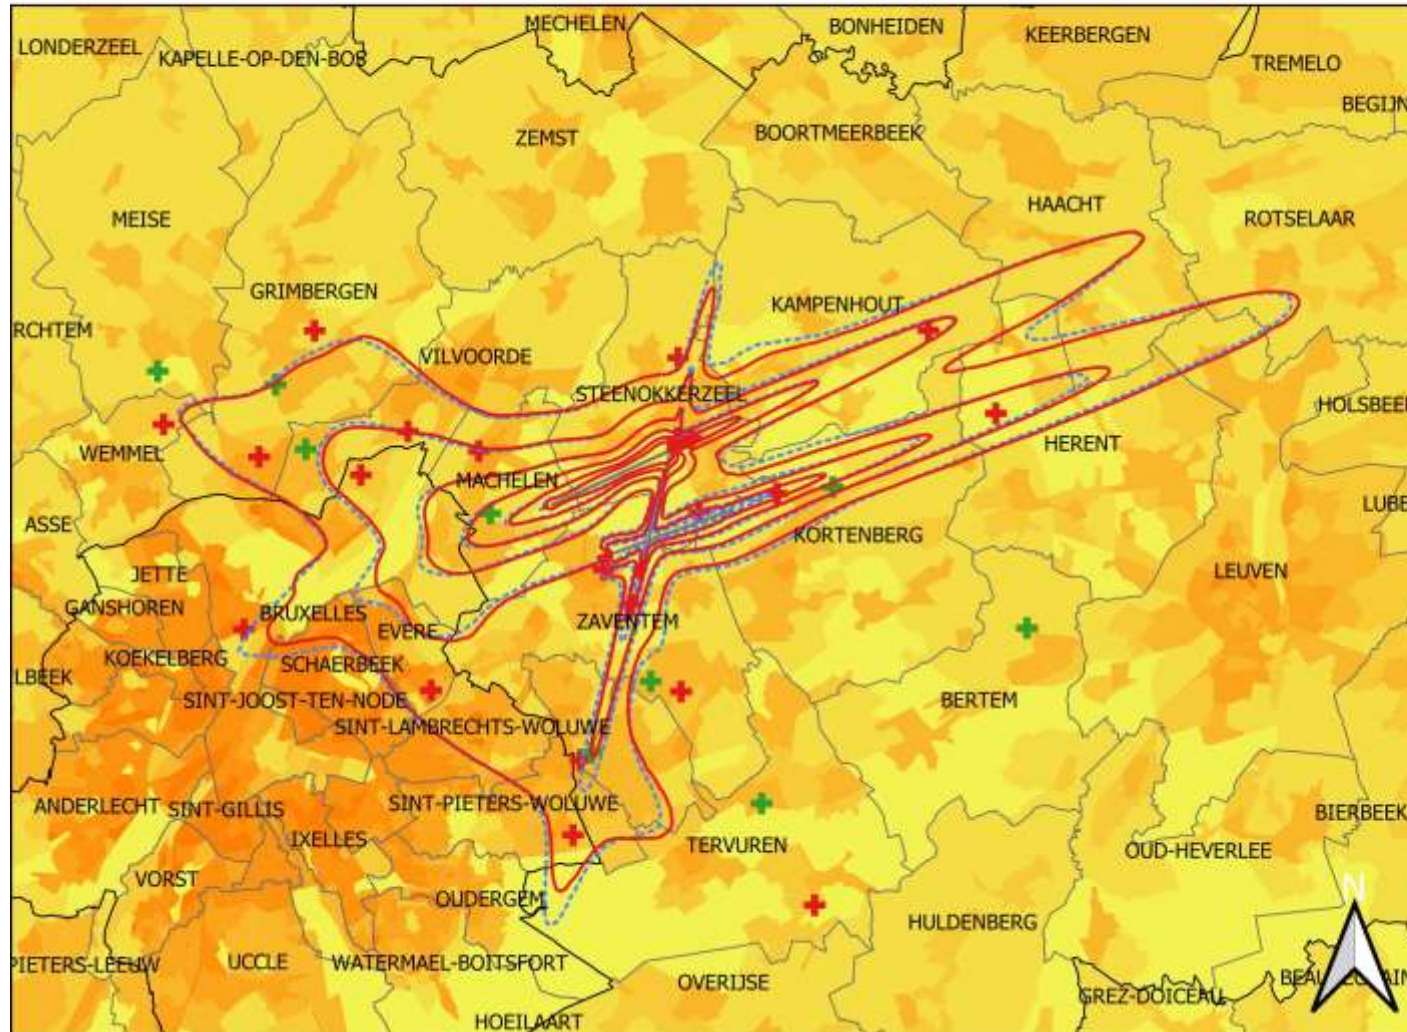 MECHELEN
BONHEIDEN
KEERBERGEN
LONDERZEEL
KAPELLE-OP-DEN-BOS
TREMELO
BEGIJN
ZEMST
BOORTMEERBEEK
MEISE
HAACHT
ROTSELAAR
GRIMBERGEN
KAMPENHOUT
RCHTEM
VILVOORDE
STEENOKKERZEEL
HOLSBEE
WEMMEL
HERENT
MACHELEN
ASSE
LUBB
KORTENBERG
JETTE
LEUVEN
GANSHOREN
BRUXELLES
ZAVENTEM
EVERE
KOEKELBERG
SCHAERBEEK
LBEEK
SINT-JOOST-TEN-NODE
BERTEM
SINT-LAMBRECHTS-WOLUWE
ANDERLECHT
SINT-GILLIS
SINT-PIETERS-WOLUWE
BIERBEEK
IXELLES
TERVUREN
OUD-HEVERLEE
VORST
N
OUDERGEM
HULDENBERG
PIETERS-LEEUW
UCCLE
WATERMAEL-BOITSFORT
OVERIJSE
GREZ-DOICEAU
HOEILAART